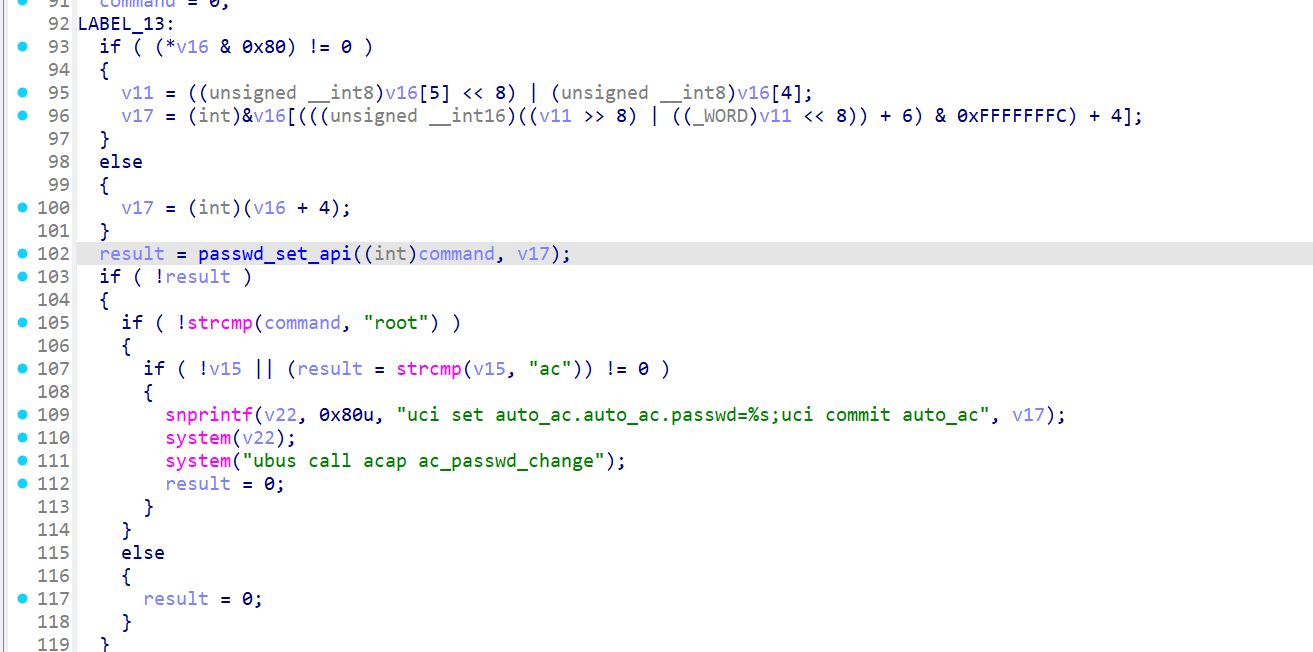 91   command = 0;
92 LABEL_13:
93   if ( (*v16 & 0x80) != 0 )
94   {
95     v11 = ((unsigned __int8)v16[5] << 8) | (unsigned __int8)v16[4];
96     v17 = (int)&v16[(((unsigned __int16)((v11 >> 8) | ((_WORD)v11 << 8)) + 6) & 0xFFFFFFFC) + 4];
97   }
98   else
99   {
100     v17 = (int)(v16 + 4);
101   }
102   result = passwd_set_api((int)command, v17);
103   if ( !result )
104   {
105     if ( !strcmp(command, "root") )
106     {
107       if ( !v15 || (result = strcmp(v15, "ac")) != 0 )
108       {
109         snprintf(v22, 0x80u, "uci set auto_ac.auto_ac.passwd=%s;uci commit auto_ac", v17);
110         system(v22);
111         system("ubus call acap ac_passwd_change");
112         result = 0;
113       }
114     }
115     else
116     {
117       result = 0;
118     }
119   }